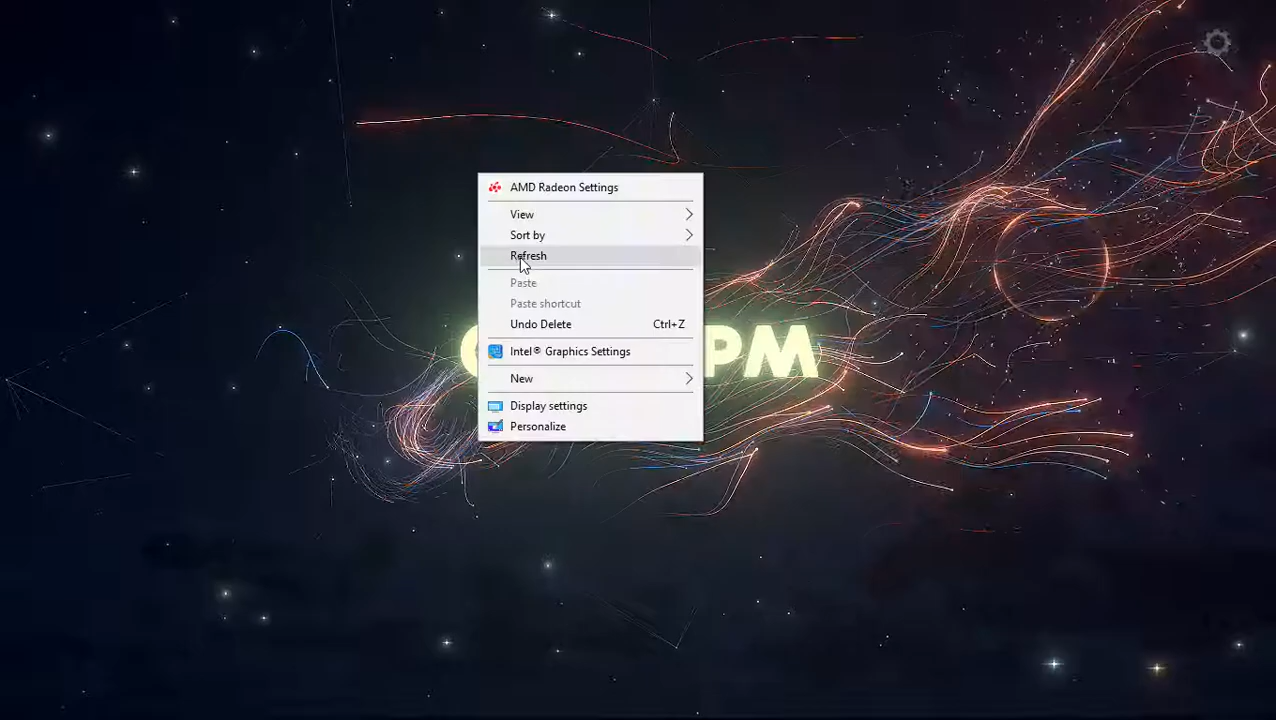 AMD Radeon Settings
View
Sort by
Refresh
Paste
Paste shortcut
Undo Delete Ctrl+Z
PM
Intel® Graphics Settings
New
Display settings
Personalize